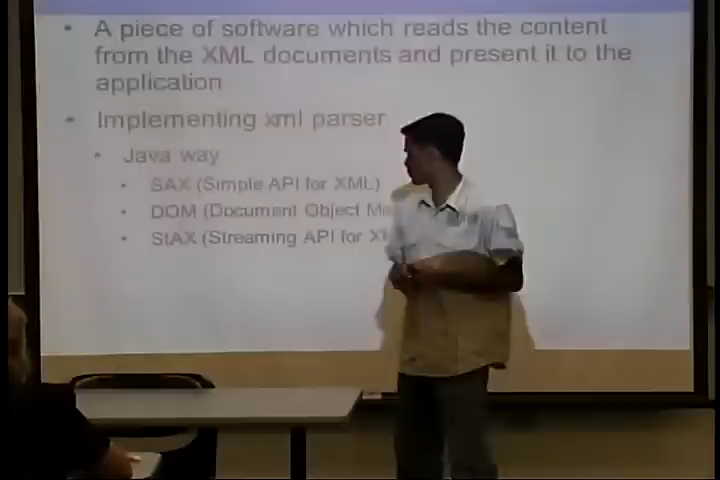 • A piece of software which reads the content
from the XML documents and present it to the
application
• Implementing xml parser
• Java way
• SAX (Simple API for XML)
• DOM (Document Object
• StAX (Streaming API for